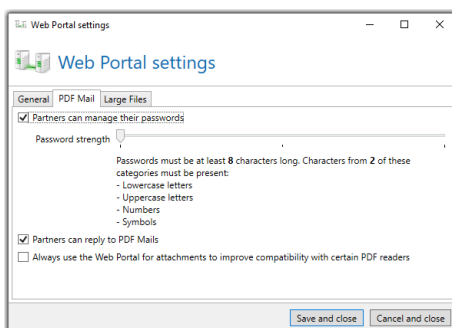 Web Portal settings
Web Portal settings
General PDF Mail Large Files
Partners can manage their passwords
Password strength
Passwords must be at least 8 characters long. Characters from 2 of these
categories must be present:
- Lowercase letters
- Uppercase letters
- Numbers
- Symbols
Partners can reply to PDF Mails
Always use the Web Portal for attachments to improve compatibility with certain PDF readers
Save and close Cancel and close